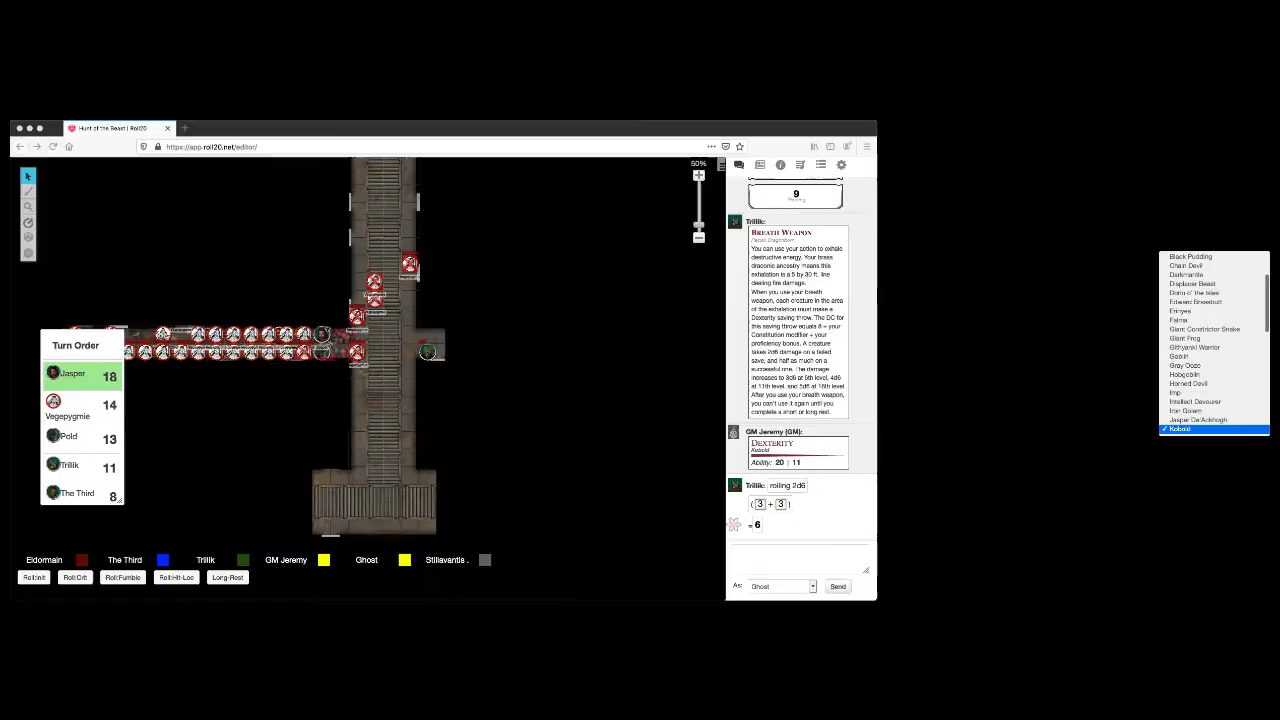 Hunt of the Beast | Roll20
https://app.roll20.net/editor/
50%
9
Trillik:
BREATH WEAPON
You can use your action to exhale
destructive energy. Your brass
draconic ancestry means this
exhalation is a 5 by 30 ft. line
dealing fire damage.
When you use your breath
weapon, each creature in the area
of the exhalation must make a
Dexterity saving throw. The DC for
this saving throw equals 8 + your
Constitution modifier + your
proficiency bonus. A creature
takes 2d6 damage on a failed
save, and half as much on a
successful one. The damage
increases to 3d6 at 6th level, 4d6
at 11th level, and 5d6 at 16th level.
After you use your breath weapon,
you can't use it again until you
complete a short or long rest.
GM Jeremy (GM):
DEXTERITY
Kobold
Ability: 20 | 11
Trillik: rolling 2d6
(3+3)
=6
As: Ghost
Send
Turn Order
Jasper 18
Vegepygmie 14
Pold 13
Trillik 11
The Third 8
Eldormain
The Third
Trillik
GM Jeremy
Ghost
Stillavantis .
Roll:Init
Roll:Crit
Roll:Fumble
Roll:Hit-Loc
Long-Rest
Black Pudding
Chain Devil
Darkmantle
Displacer Beast
Dorin o' the Isles
Edward Brassbutt
Erinyes
Falma
Giant Constrictor Snake
Giant Frog
Githyanki Warrior
Goblin
Gray Ooze
Hobgoblin
Horned Devil
Imp
Intellect Devourer
Iron Golem
Jasper De'Ackhogh
✓ Kobold